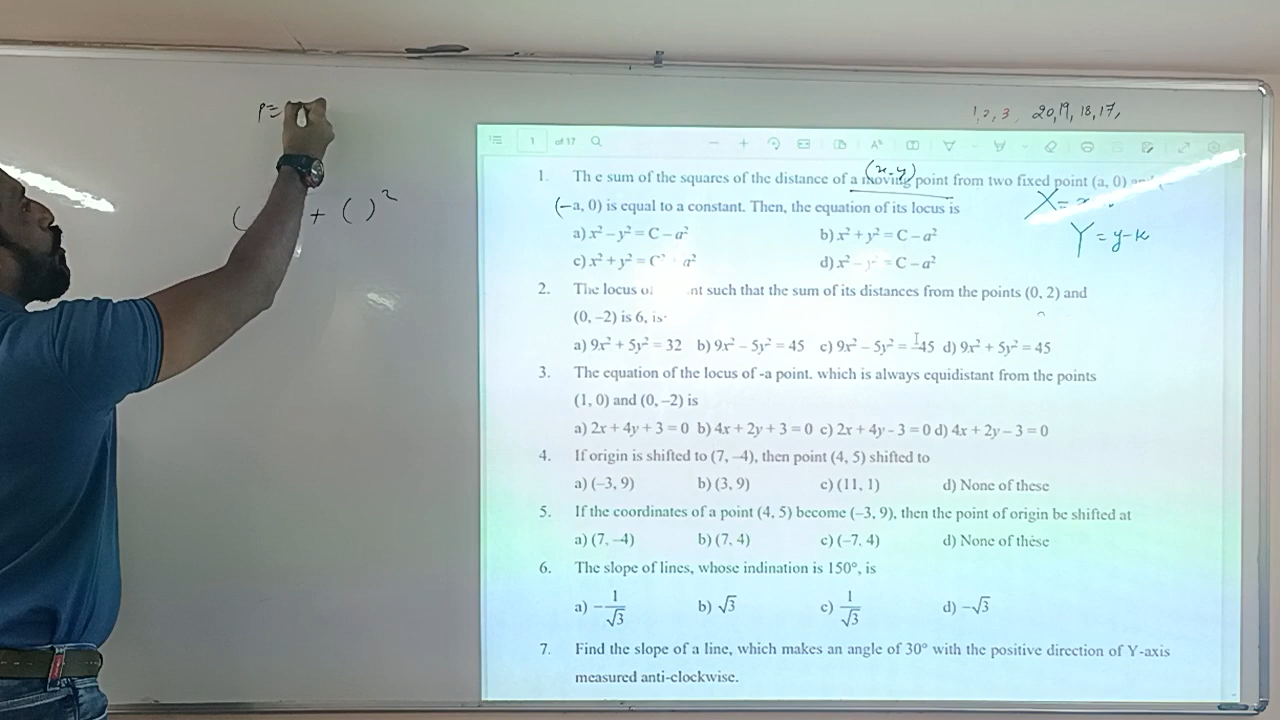 P=
( + ( )²
1, 2, 3, 20, 19, 18, 17,
1 of 17
(x-y)
1. Th e sum of the squares of the distance of a moving point from two fixed point (a, 0)
(–a, 0) is equal to a constant. Then, the equation of its locus is
a) x² – y² = C – a² b) x² + y² = C – a²
c) x² + y² = C a² d) x² – y² = C – a²
X=
Y = y-k
2. The locus such that the sum of its distances from the points (0, 2) and
(0, –2) is 6, is
a) 9x² + 5y² = 32 b) 9x² – 5y² = 45 c) 9x² – 5y² = –45 d) 9x² + 5y² = 45
3. The equation of the locus of -a point. which is always equidistant from the points
(1, 0) and (0, –2) is
a) 2x + 4y + 3 = 0 b) 4x + 2y + 3 = 0 c) 2x + 4y - 3 = 0 d) 4x + 2y – 3 = 0
4. If origin is shifted to (7, –4), then point (4, 5) shifted to
a) (–3, 9) b) (3, 9) c) (11, 1) d) None of these
5. If the coordinates of a point (4, 5) become (–3, 9), then the point of origin be shifted at
a) (7, –4) b) (7, 4) c) (–7, 4) d) None of these
6. The slope of lines, whose indination is 150°, is
a) –1/√3 b) √3 c) 1/√3 d) –√3
7. Find the slope of a line, which makes an angle of 30° with the positive direction of Y-axis
measured anti-clockwise.